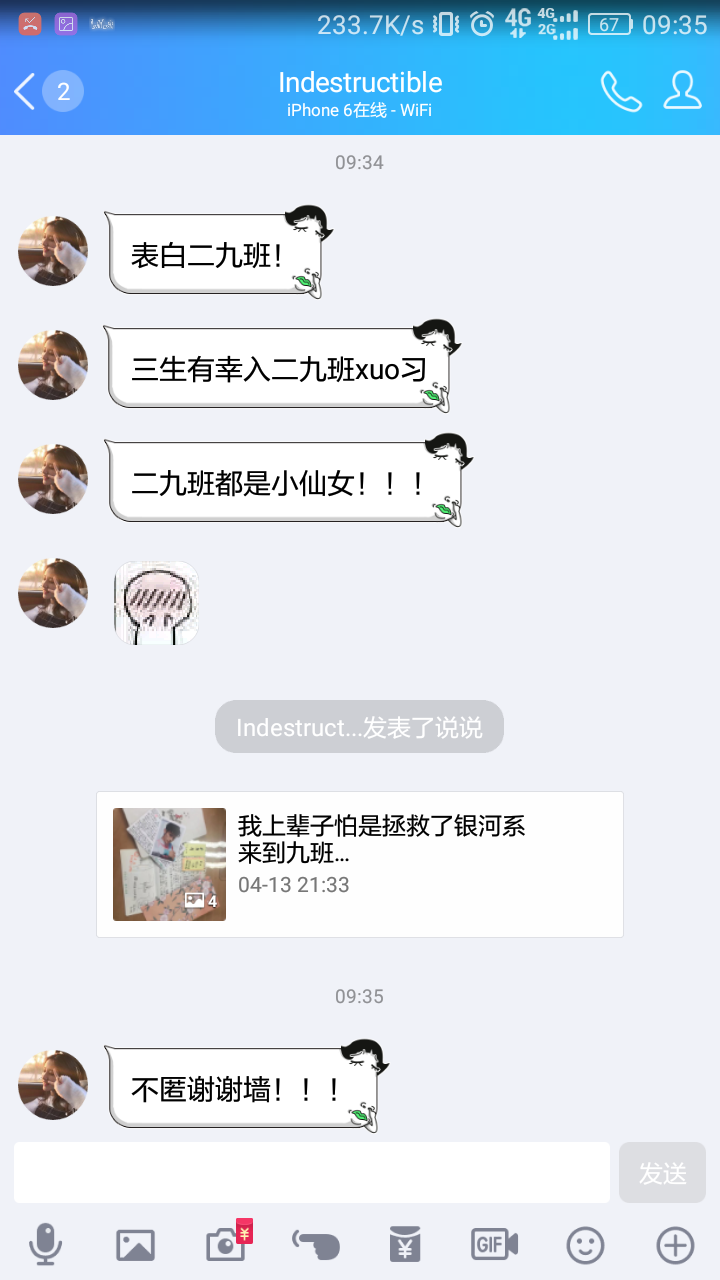 233.7K/s 4G 4G 2G 67 09:35
2
Indestructible
iPhone 6在线 - WiFi
09:34
表白二九班！
三生有幸入二九班xuo习
二九班都是小仙女！！！
Indestruct...发表了说说
我上辈子怕是拯救了银河系
来到九班...
04-13 21:33
4
09:35
不匿谢谢墙！！！
发送
¥
¥
GIF